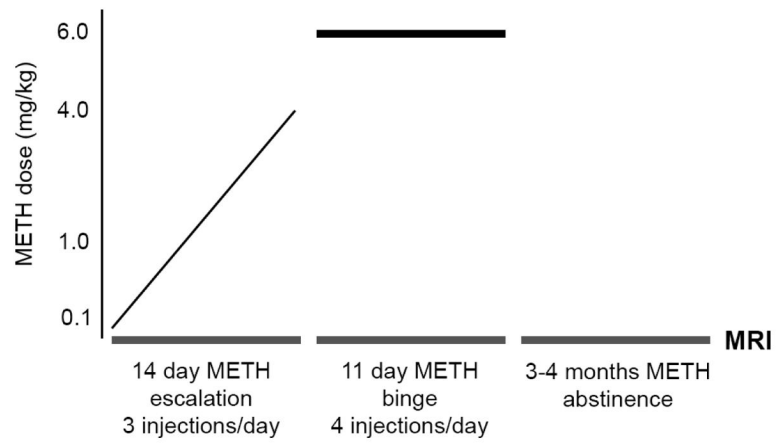 METH dose (mg/kg)
6.0
4.0
1.0
0.1
14 day METH
escalation
3 injections/day
11 day METH
binge
4 injections/day
3-4 months METH
abstinence
MRI